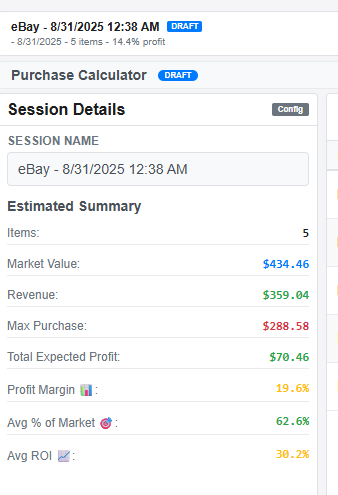 eBay - 8/31/2025 12:38 AM DRAFT
- 8/31/2025 - 5 items - 14.4% profit
Purchase Calculator DRAFT
Session Details Config
SESSION NAME
eBay - 8/31/2025 12:38 AM
Estimated Summary
Items: 5
Market Value: $434.46
Revenue: $359.04
Max Purchase: $288.58
Total Expected Profit: $70.46
Profit Margin 📊: 19.6%
Avg % of Market 🎯: 62.6%
Avg ROI 📈: 30.2%